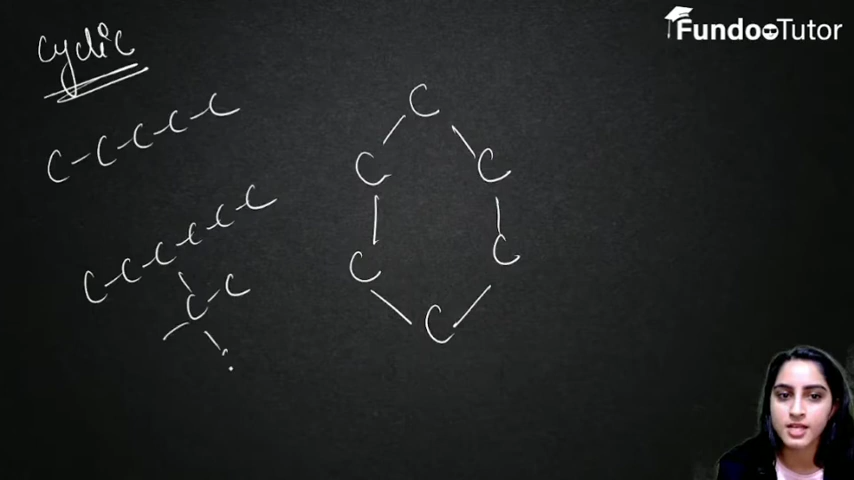 FundooTutor
cyclic
C-C-C-C-C
C-C-C-C-C-C
C-C
C
C C
C C
C